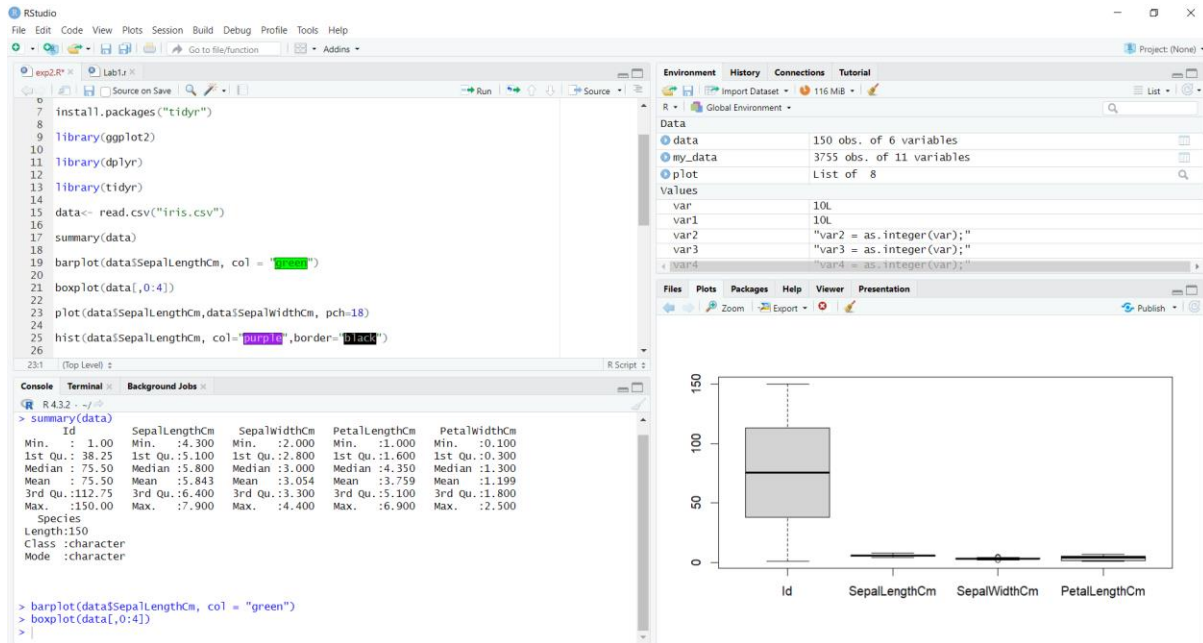 RStudio
File Edit Code View Plots Session Build Debug Profile Tools Help
Go to file/function Addins Project: (None)
exp2.R* Lab1.r
Source on Save Run Source
6
7 install.packages("tidyr")
8
9 library(ggplot2)
10
11 library(dplyr)
12
13 library(tidyr)
14
15 data<- read.csv("iris.csv")
16
17 summary(data)
18
19 barplot(data$SepalLengthCm, col = "green")
20
21 boxplot(data[,0:4])
22
23 plot(data$SepalLengthCm,data$SepalWidthCm, pch=18)
24
25 hist(data$SepalLengthCm, col="purple",border="black")
26
23:1 (Top Level) R Script
Console Terminal Background Jobs
R 4.3.2 · ~/
> summary(data)
Id SepalLengthCm SepalWidthCm PetalLengthCm PetalWidthCm
Min. : 1.00 Min. :4.300 Min. :2.000 Min. :1.000 Min. :0.100
1st Qu.: 38.25 1st Qu.:5.100 1st Qu.:2.800 1st Qu.:1.600 1st Qu.:0.300
Median : 75.50 Median :5.800 Median :3.000 Median :4.350 Median :1.300
Mean : 75.50 Mean :5.843 Mean :3.054 Mean :3.759 Mean :1.199
3rd Qu.:112.75 3rd Qu.:6.400 3rd Qu.:3.300 3rd Qu.:5.100 3rd Qu.:1.800
Max. :150.00 Max. :7.900 Max. :4.400 Max. :6.900 Max. :2.500
Species
Length:150
Class :character
Mode :character
> barplot(data$SepalLengthCm, col = "green")
> boxplot(data[,0:4])
>
Environment History Connections Tutorial
Import Dataset 116 MiB List
R Global Environment
Data
data 150 obs. of 6 variables
my_data 3755 obs. of 11 variables
plot List of 8
Values
var 10L
var1 10L
var2 "var2 = as.integer(var);"
var3 "var3 = as.integer(var);"
var4 "var4 = as.integer(var);"
Files Plots Packages Help Viewer Presentation
Zoom Export Publish
150
100
50
0
Id SepalLengthCm SepalWidthCm PetalLengthCm